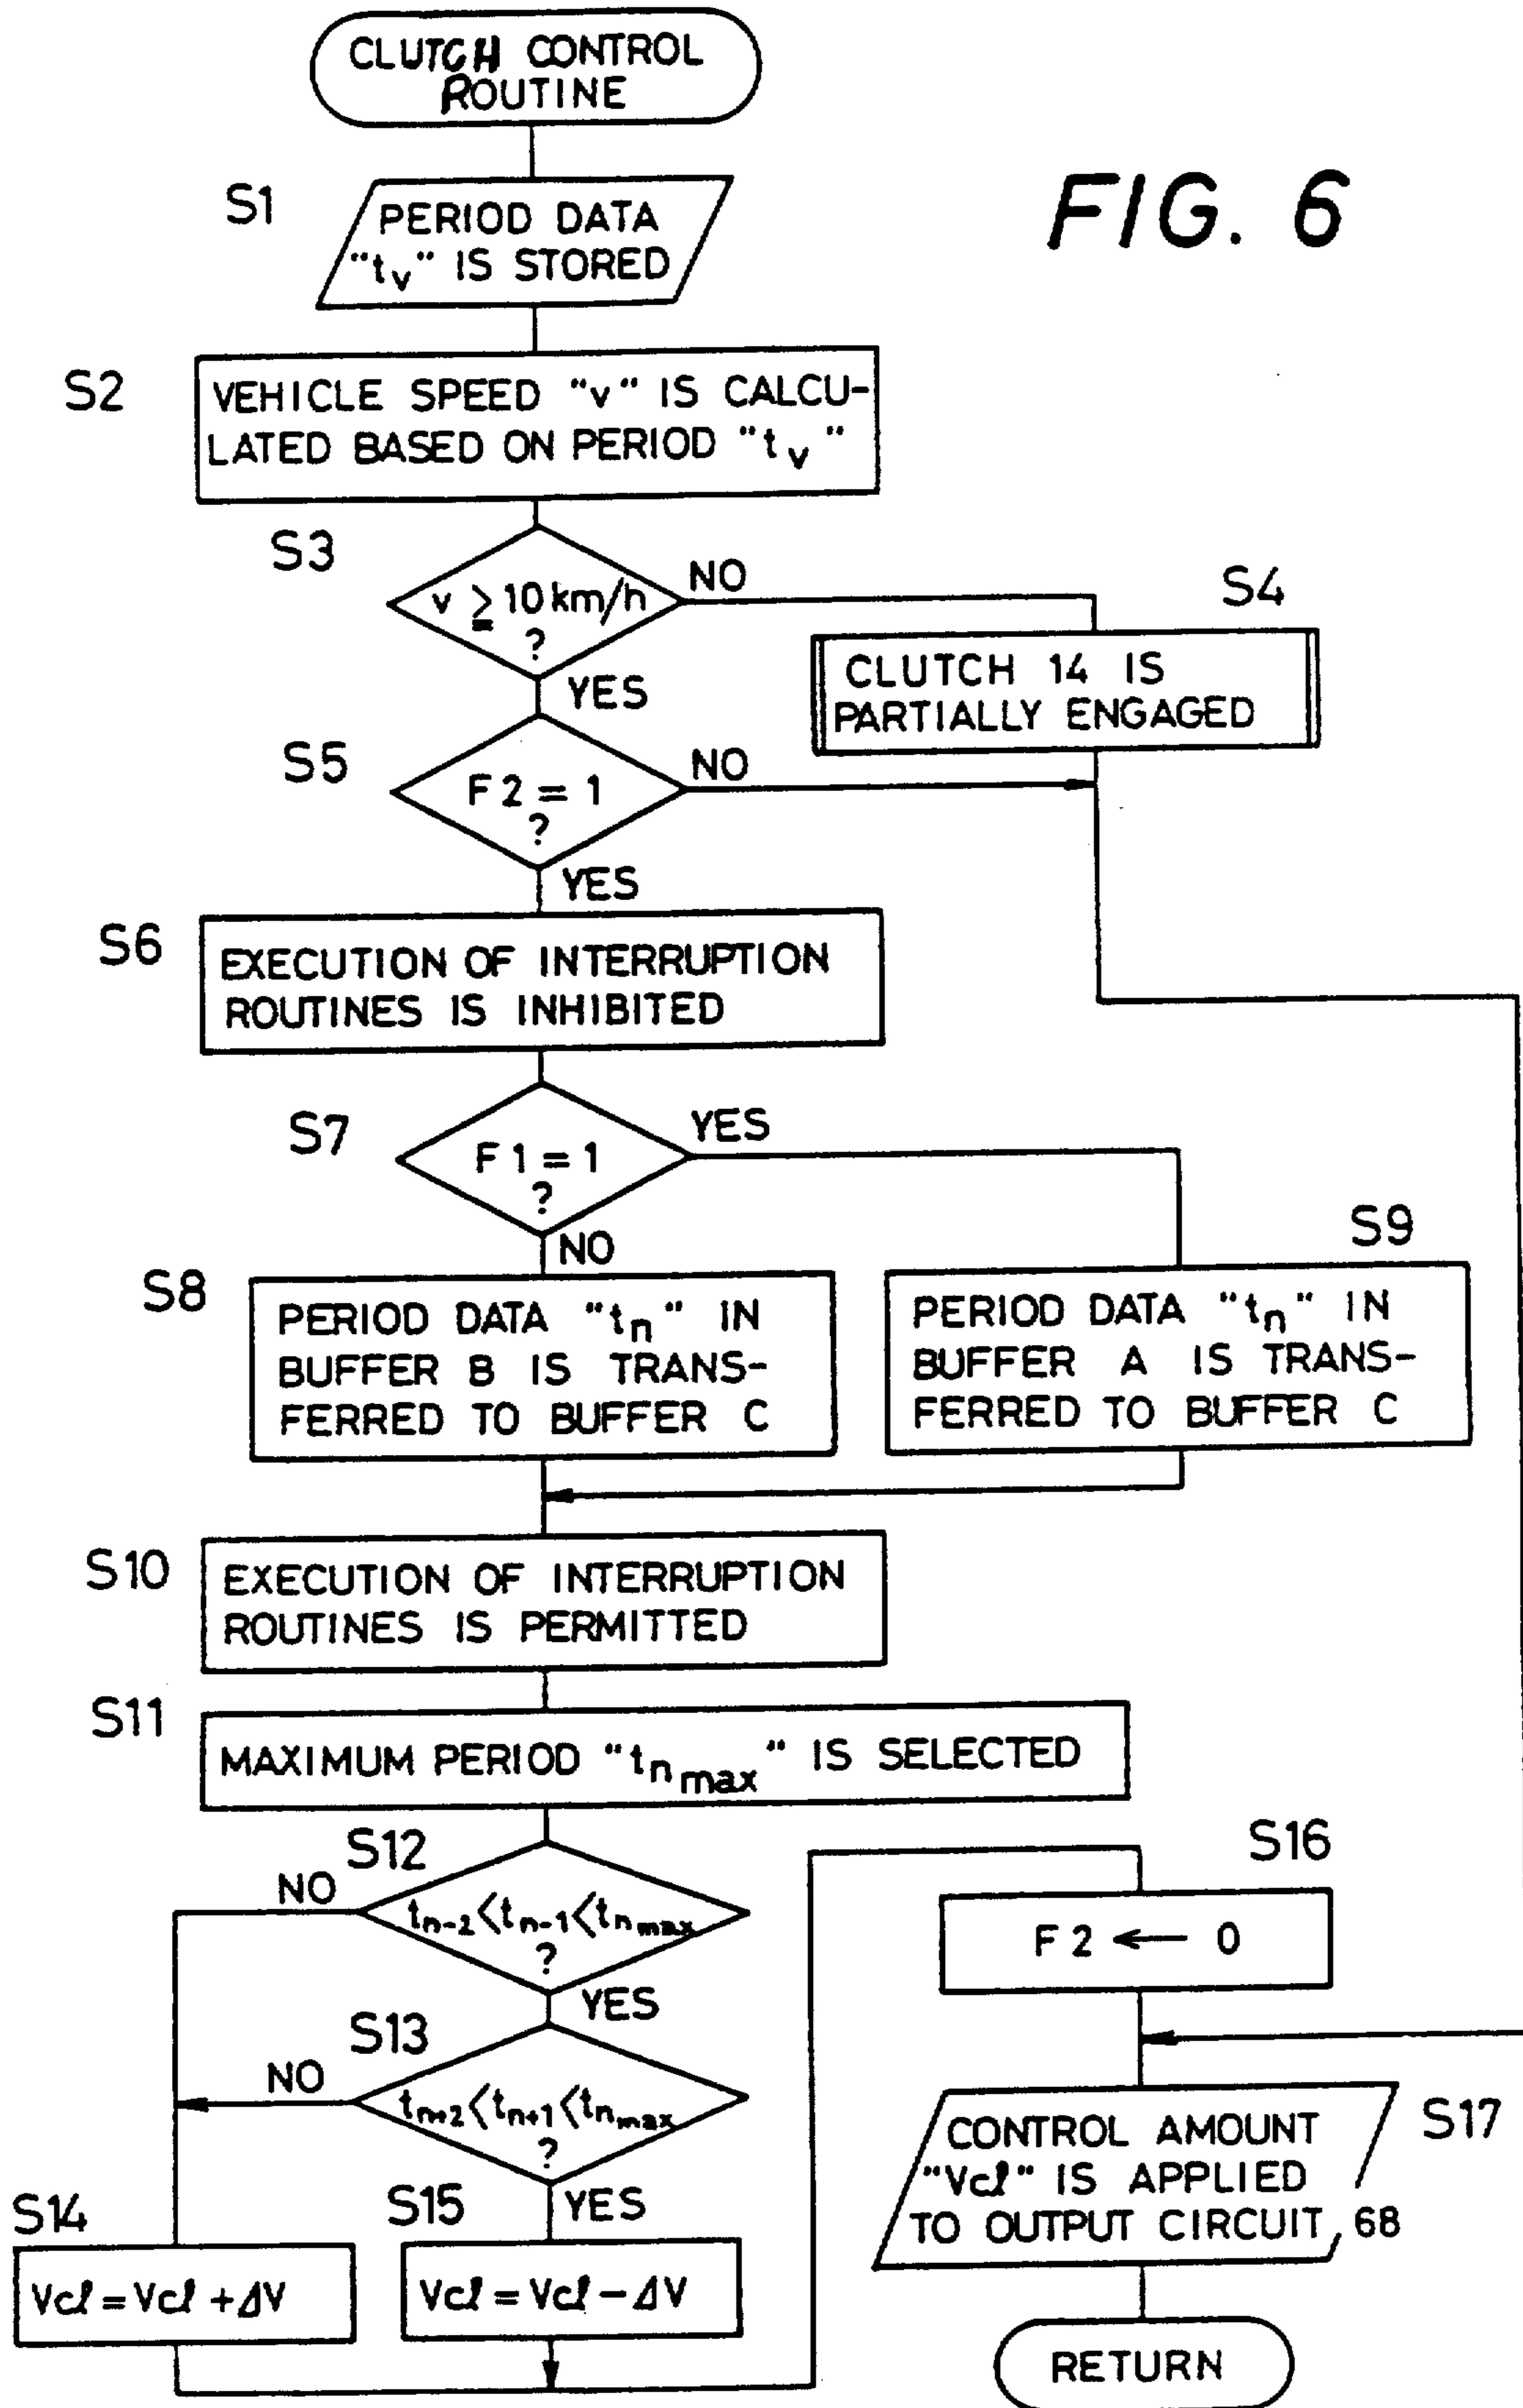 CLUTCH CONTROL
ROUTINE
FIG. 6
S1
PERIOD DATA
"tv" IS STORED
S2
VEHICLE SPEED "v" IS CALCU-
LATED BASED ON PERIOD "tv"
S3
v ≧ 10 km/h
?
NO
YES
S4
CLUTCH 14 IS
PARTIALLY ENGAGED
S5
F2 = 1
?
NO
YES
S6
EXECUTION OF INTERRUPTION
ROUTINES IS INHIBITED
S7
F1 = 1
?
YES
NO
S8
PERIOD DATA "tn" IN
BUFFER B IS TRANS-
FERRED TO BUFFER C
S9
PERIOD DATA "tn" IN
BUFFER A IS TRANS-
FERRED TO BUFFER C
S10
EXECUTION OF INTERRUPTION
ROUTINES IS PERMITTED
S11
MAXIMUM PERIOD "tnmax" IS SELECTED
S12
tn-2<tn-1<tnmax
?
NO
YES
S13
tn+2<tn+1<tnmax
?
NO
YES
S14
Vcl = Vcl + ΔV
S15
Vcl = Vcl − ΔV
S16
F2 ← 0
S17
CONTROL AMOUNT
"Vcl" IS APPLIED
TO OUTPUT CIRCUIT 68
RETURN